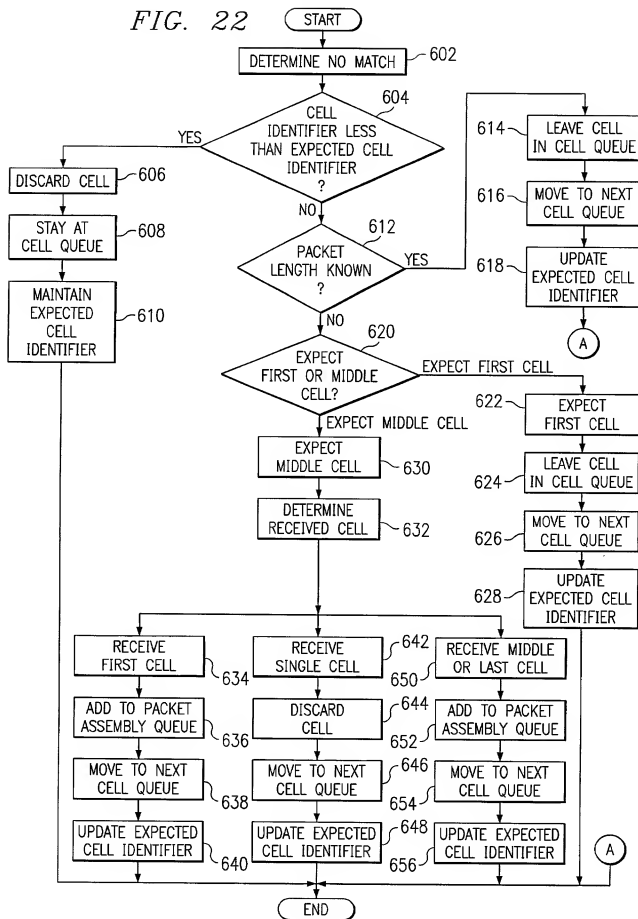 FIG. 22
START
DETERMINE NO MATCH
602
604
CELL
IDENTIFIER LESS
THAN EXPECTED CELL
IDENTIFIER
?
YES
NO
606
DISCARD CELL
608
STAY AT
CELL QUEUE
610
MAINTAIN
EXPECTED
CELL
IDENTIFIER
612
PACKET
LENGTH KNOWN
?
YES
NO
614
LEAVE CELL
IN CELL QUEUE
616
MOVE TO NEXT
CELL QUEUE
618
UPDATE
EXPECTED CELL
IDENTIFIER
A
620
EXPECT
FIRST OR MIDDLE
CELL?
EXPECT FIRST CELL
EXPECT MIDDLE CELL
622
EXPECT
FIRST CELL
624
LEAVE CELL
IN CELL QUEUE
626
MOVE TO NEXT
CELL QUEUE
628
UPDATE
EXPECTED CELL
IDENTIFIER
EXPECT
MIDDLE CELL
630
DETERMINE
RECEIVED CELL
632
RECEIVE
FIRST CELL
634
ADD TO PACKET
ASSEMBLY QUEUE
636
MOVE TO NEXT
CELL QUEUE
638
UPDATE EXPECTED
CELL IDENTIFIER
640
RECEIVE
SINGLE CELL
642
DISCARD
CELL
644
MOVE TO NEXT
CELL QUEUE
646
UPDATE EXPECTED
CELL IDENTIFIER
648
RECEIVE MIDDLE
OR LAST CELL
650
ADD TO PACKET
ASSEMBLY QUEUE
652
MOVE TO NEXT
CELL QUEUE
654
UPDATE EXPECTED
CELL IDENTIFIER
656
A
END